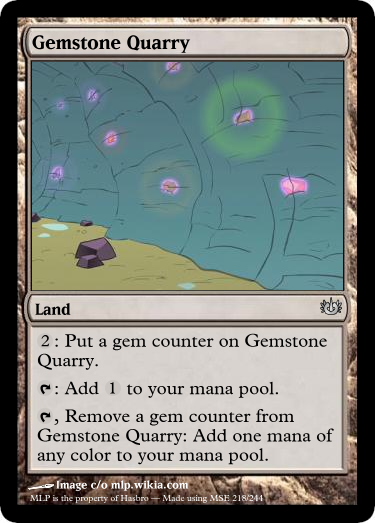 Gemstone Quarry
Land
2: Put a gem counter on Gemstone
Quarry.
: Add 1 to your mana pool.
, Remove a gem counter from
Gemstone Quarry: Add one mana of
any color to your mana pool.
Image c/o mlp.wikia.com
MLP is the property of Hasbro — Made using MSE 218/244